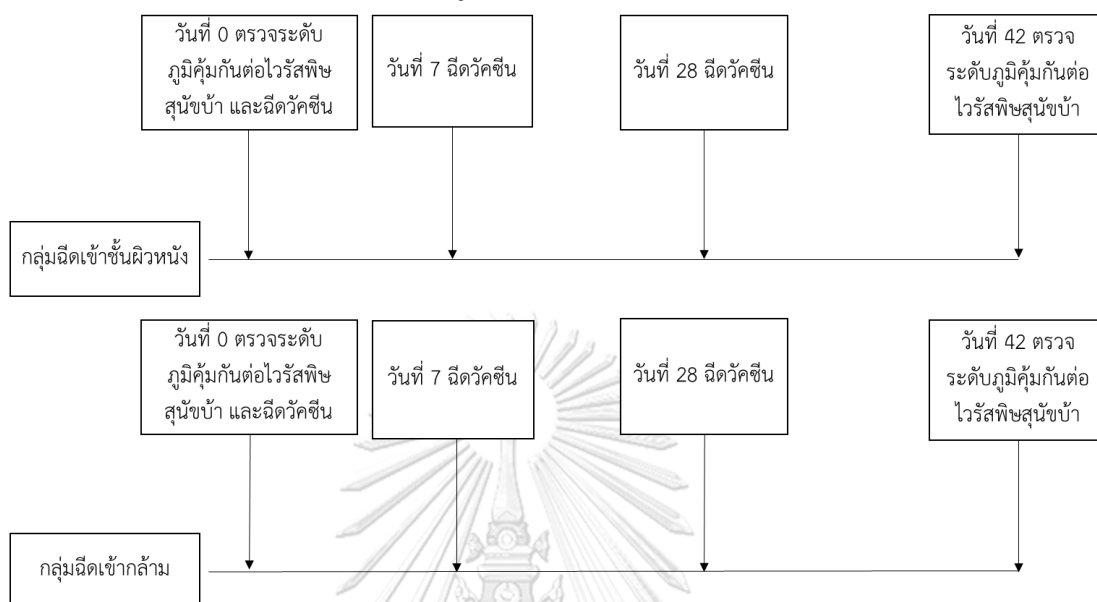 วันที่ 0 ตรวจระดับ
ภูมิคุ้มกันต่อไวรัสพิษ
สุนัขบ้า และฉีดวัคซีน
วันที่ 7 ฉีดวัคซีน
วันที่ 28 ฉีดวัคซีน
วันที่ 42 ตรวจ
ระดับภูมิคุ้มกันต่อ
ไวรัสพิษสุนัขบ้า
กลุ่มฉีดเข้าชั้นผิวหนัง
วันที่ 0 ตรวจระดับ
ภูมิคุ้มกันต่อไวรัสพิษ
สุนัขบ้า และฉีดวัคซีน
วันที่ 7 ฉีดวัคซีน
วันที่ 28 ฉีดวัคซีน
วันที่ 42 ตรวจ
ระดับภูมิคุ้มกันต่อ
ไวรัสพิษสุนัขบ้า
กลุ่มฉีดเข้ากล้าม